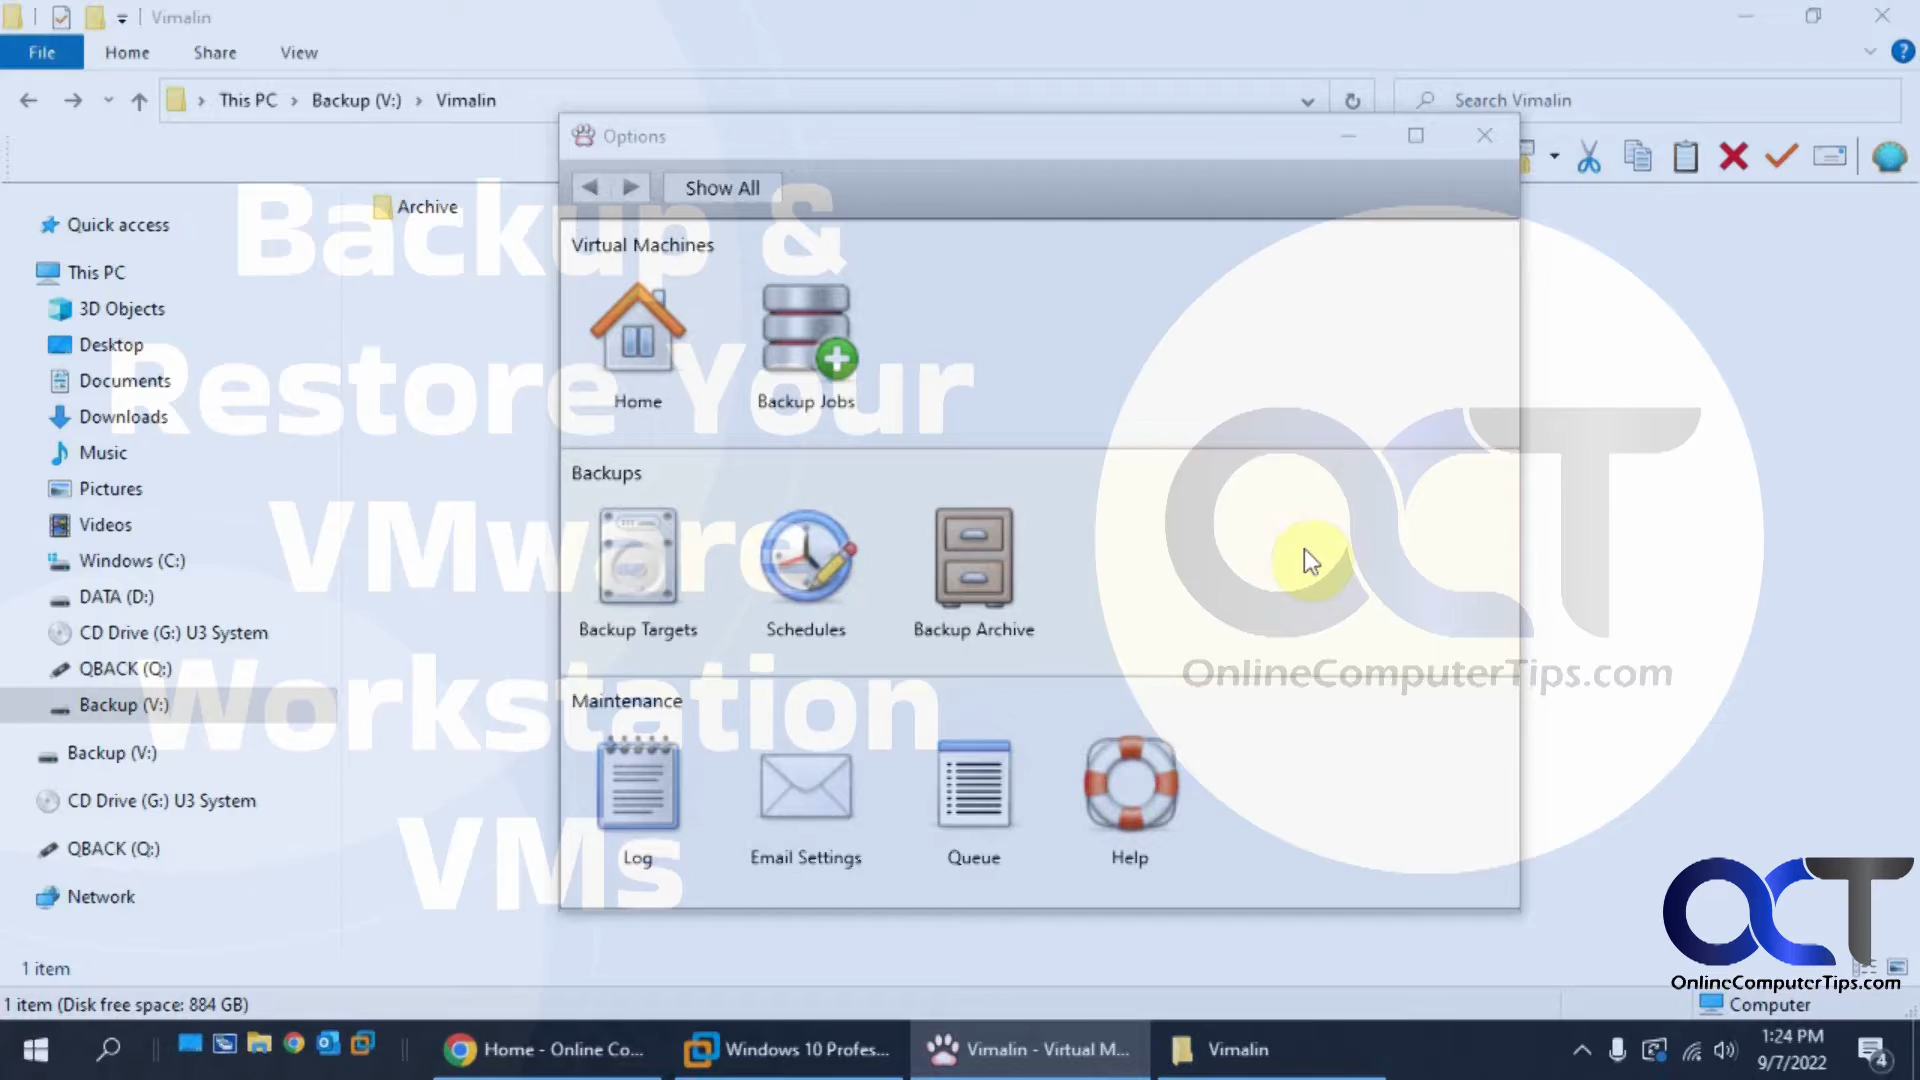 Vimalin
File Home Share View
This PC > Backup (V:) > Vimalin
Search Vimalin
Options
Show All
Archive
Virtual Machines
Home
Backup Jobs
Backups
Backup Targets
Schedules
Backup Archive
Maintenance
Log
Email Settings
Queue
Help
Quick access
This PC
3D Objects
Desktop
Documents
Downloads
Music
Pictures
Videos
Windows (C:)
DATA (D:)
CD Drive (G:) U3 System
QBACK (Q:)
Backup (V:)
Backup (V:)
CD Drive (G:) U3 System
QBACK (Q:)
Network
Backup &
Restore Your
VMware
Workstation
VMs
OCT
OnlineComputerTips.com
OCT
OnlineComputerTips.com
1 item
1 item (Disk free space: 884 GB)
Computer
Home - Online Co...
Windows 10 Profes...
Vimalin - Virtual M...
Vimalin
1:24 PM
9/7/2022
4